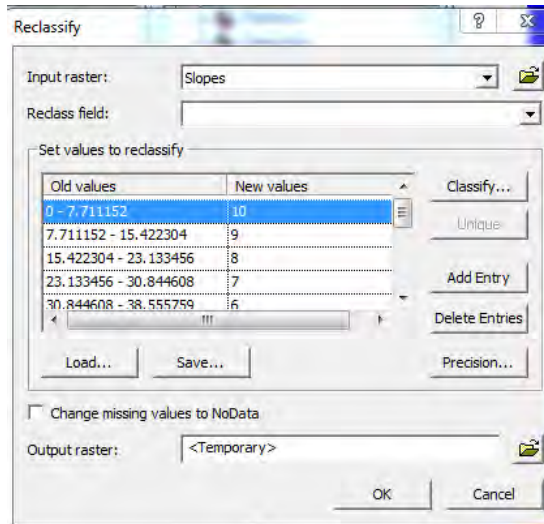 Reclassify
Input raster: Slopes
Reclass field:
Set values to reclassify
Old values New values
0 - 7.711152 10
7.711152 - 15.422304 9
15.422304 - 23.133456 8
23.133456 - 30.844608 7
30.844608 - 38.555759 6
Classify...
Unique
Add Entry
Delete Entries
Load... Save... Precision...
Change missing values to NoData
Output raster: <Temporary>
OK Cancel